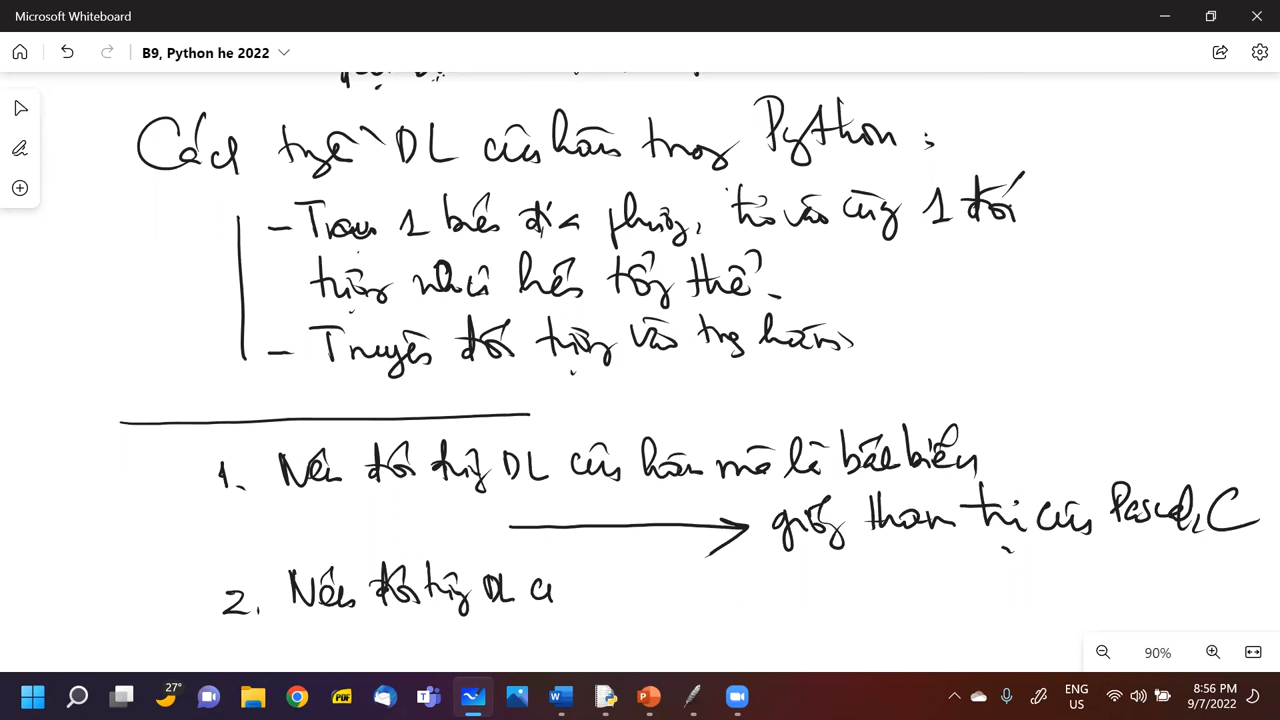 Microsoft Whiteboard
B9, Python he 2022
Cách truyền DL của hàm trong Python :
- Trao 1 biến địa phương, trỏ vào cùng 1 đối
tượng như biến tổng thể.
- Truyền đối tượng vào trong hàm
1. Nếu đối tượng DL của hàm mà là bất biến
giống tham trị của Pascal, C
2. Nếu đối tượng DL c
90%
27°
ENG
US
8:56 PM
9/7/2022